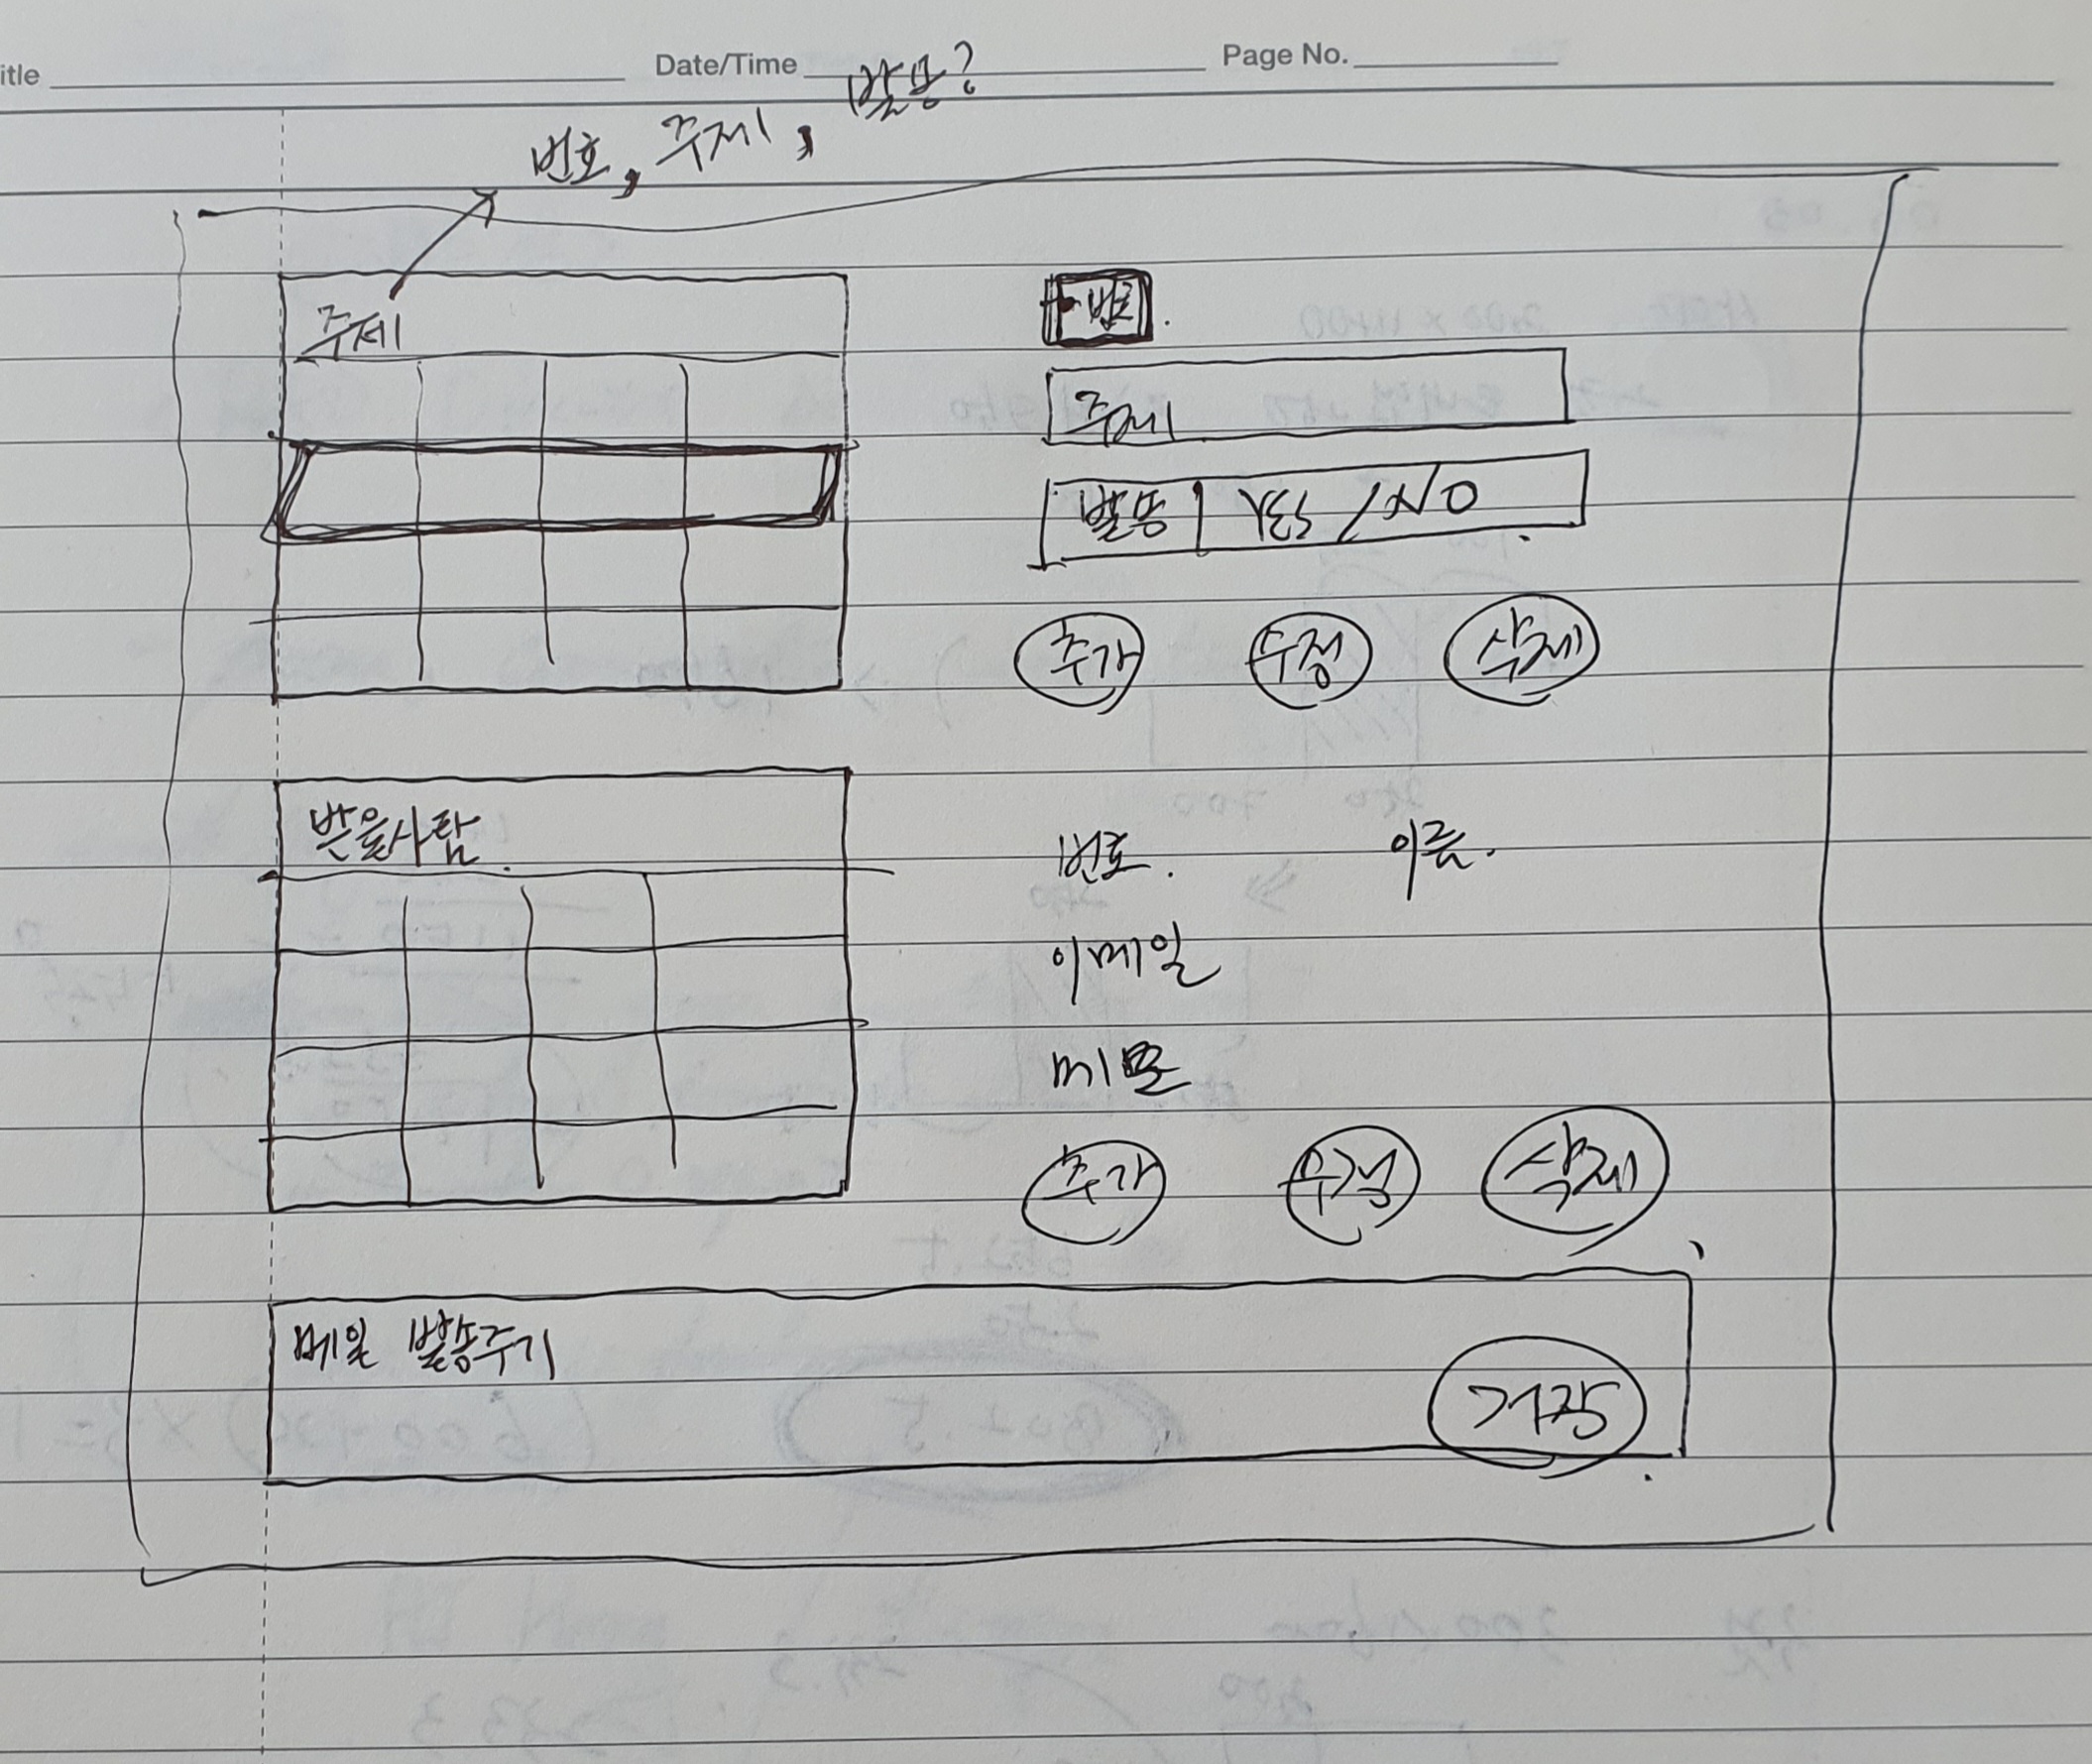 itle Date/Time Page No.
번호, 주제, 발송?
주제
번호.
주제
발송 YES / NO
추가 수정 삭제
받을사람.
번호. 이름.
이메일
메모
추가 수정 삭제
메일 발송주기
저장